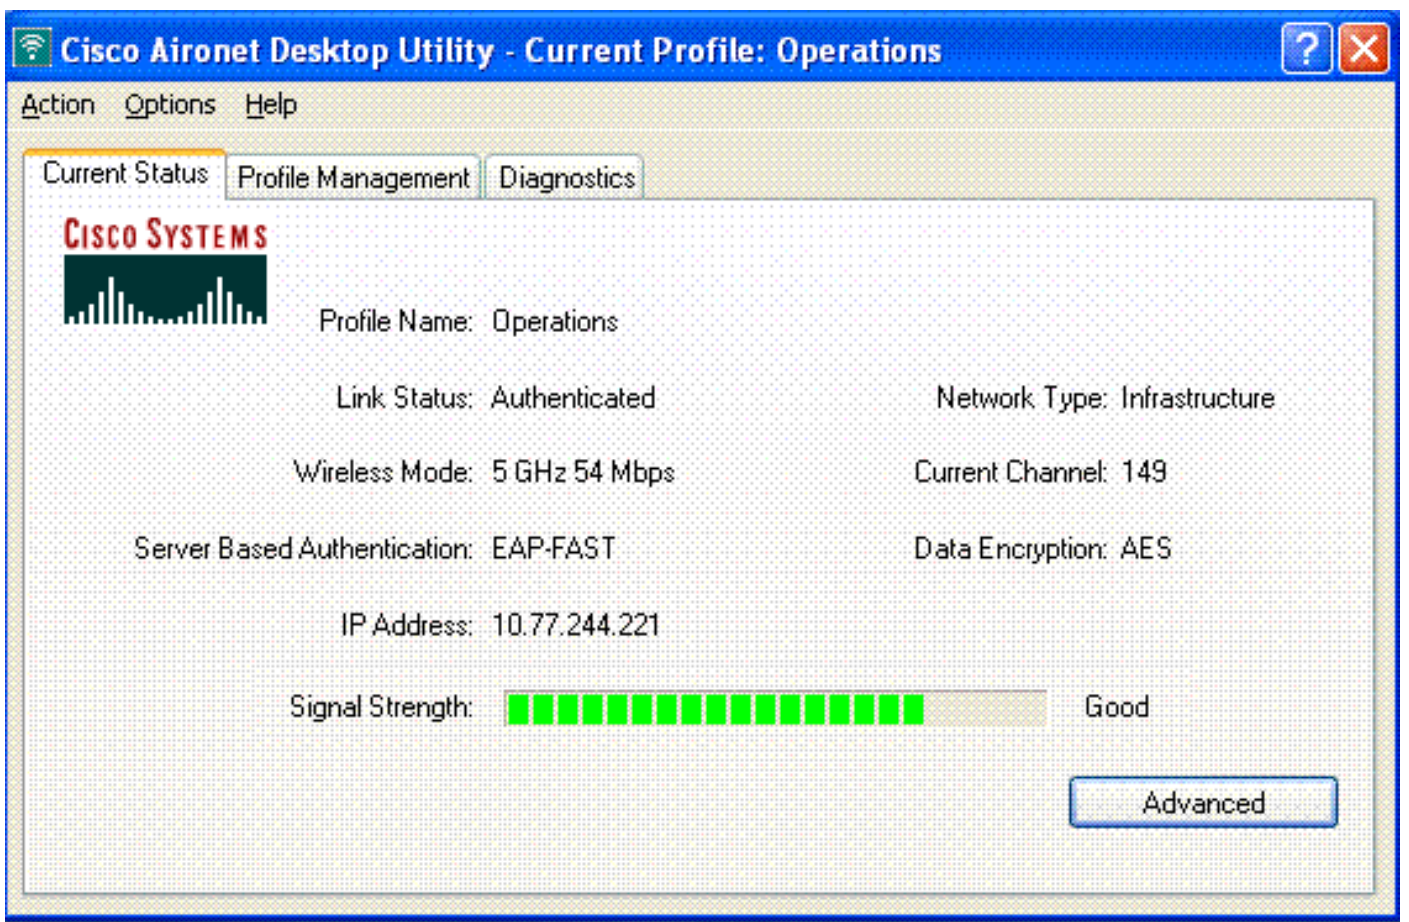 Cisco Aironet Desktop Utility - Current Profile: Operations
Action Options Help
Current Status Profile Management Diagnostics
CISCO SYSTEMS
Profile Name: Operations
Link Status: Authenticated Network Type: Infrastructure
Wireless Mode: 5 GHz 54 Mbps Current Channel: 149
Server Based Authentication: EAP-FAST Data Encryption: AES
IP Address: 10.77.244.221
Signal Strength: Good
Advanced